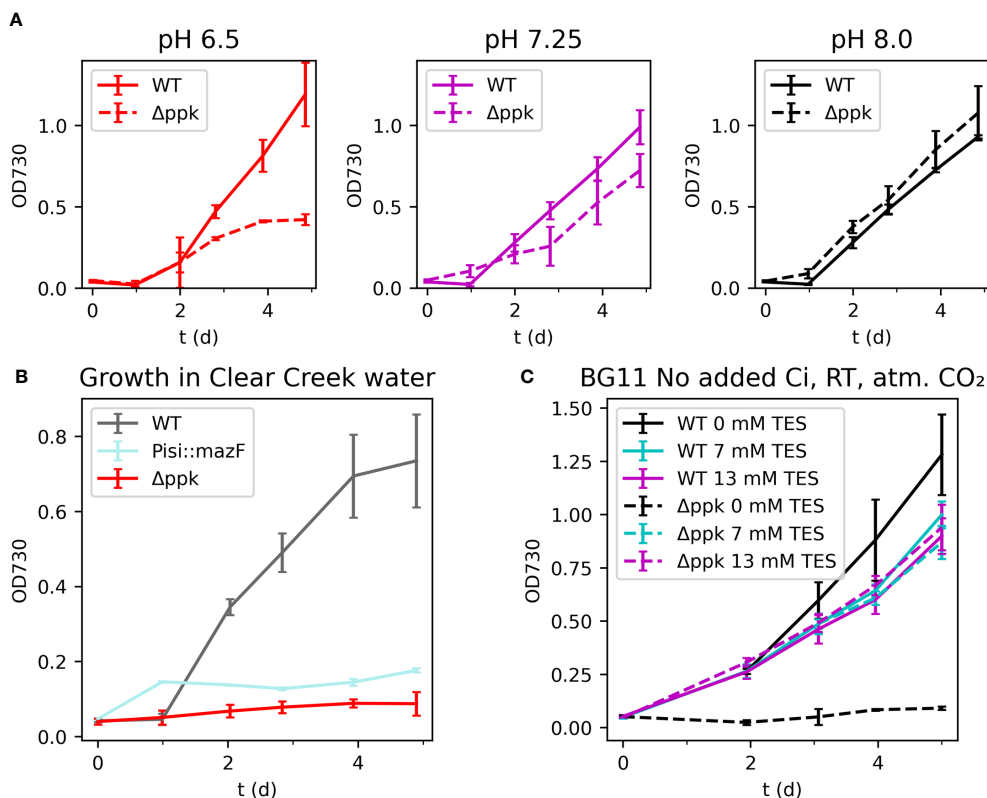 A
pH 6.5
pH 7.25
pH 8.0
WT
Δppk
WT
Δppk
WT
Δppk
OD730
1.0
0.5
0.0
0
2
4
t (d)
OD730
1.0
0.5
0.0
0
2
4
t (d)
OD730
1.0
0.5
0.0
0
2
4
t (d)
B
Growth in Clear Creek water
WT
Pisi::mazF
Δppk
OD730
0.8
0.6
0.4
0.2
0.0
0
2
4
t (d)
C
BG11 No added Ci, RT, atm. CO₂
WT 0 mM TES
WT 7 mM TES
WT 13 mM TES
Δppk 0 mM TES
Δppk 7 mM TES
Δppk 13 mM TES
OD730
1.50
1.25
1.00
0.75
0.50
0.25
0.00
0
2
4
t (d)